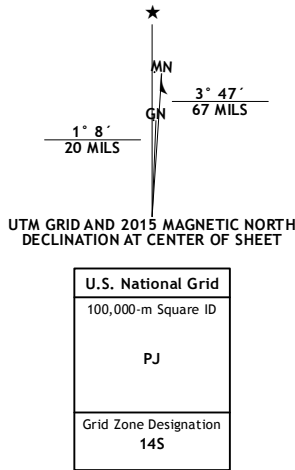 MN
3° 47´
67 MILS
GN
1° 8´
20 MILS
UTM GRID AND 2015 MAGNETIC NORTH
DECLINATION AT CENTER OF SHEET
U.S. National Grid
100,000-m Square ID
PJ
Grid Zone Designation
14S